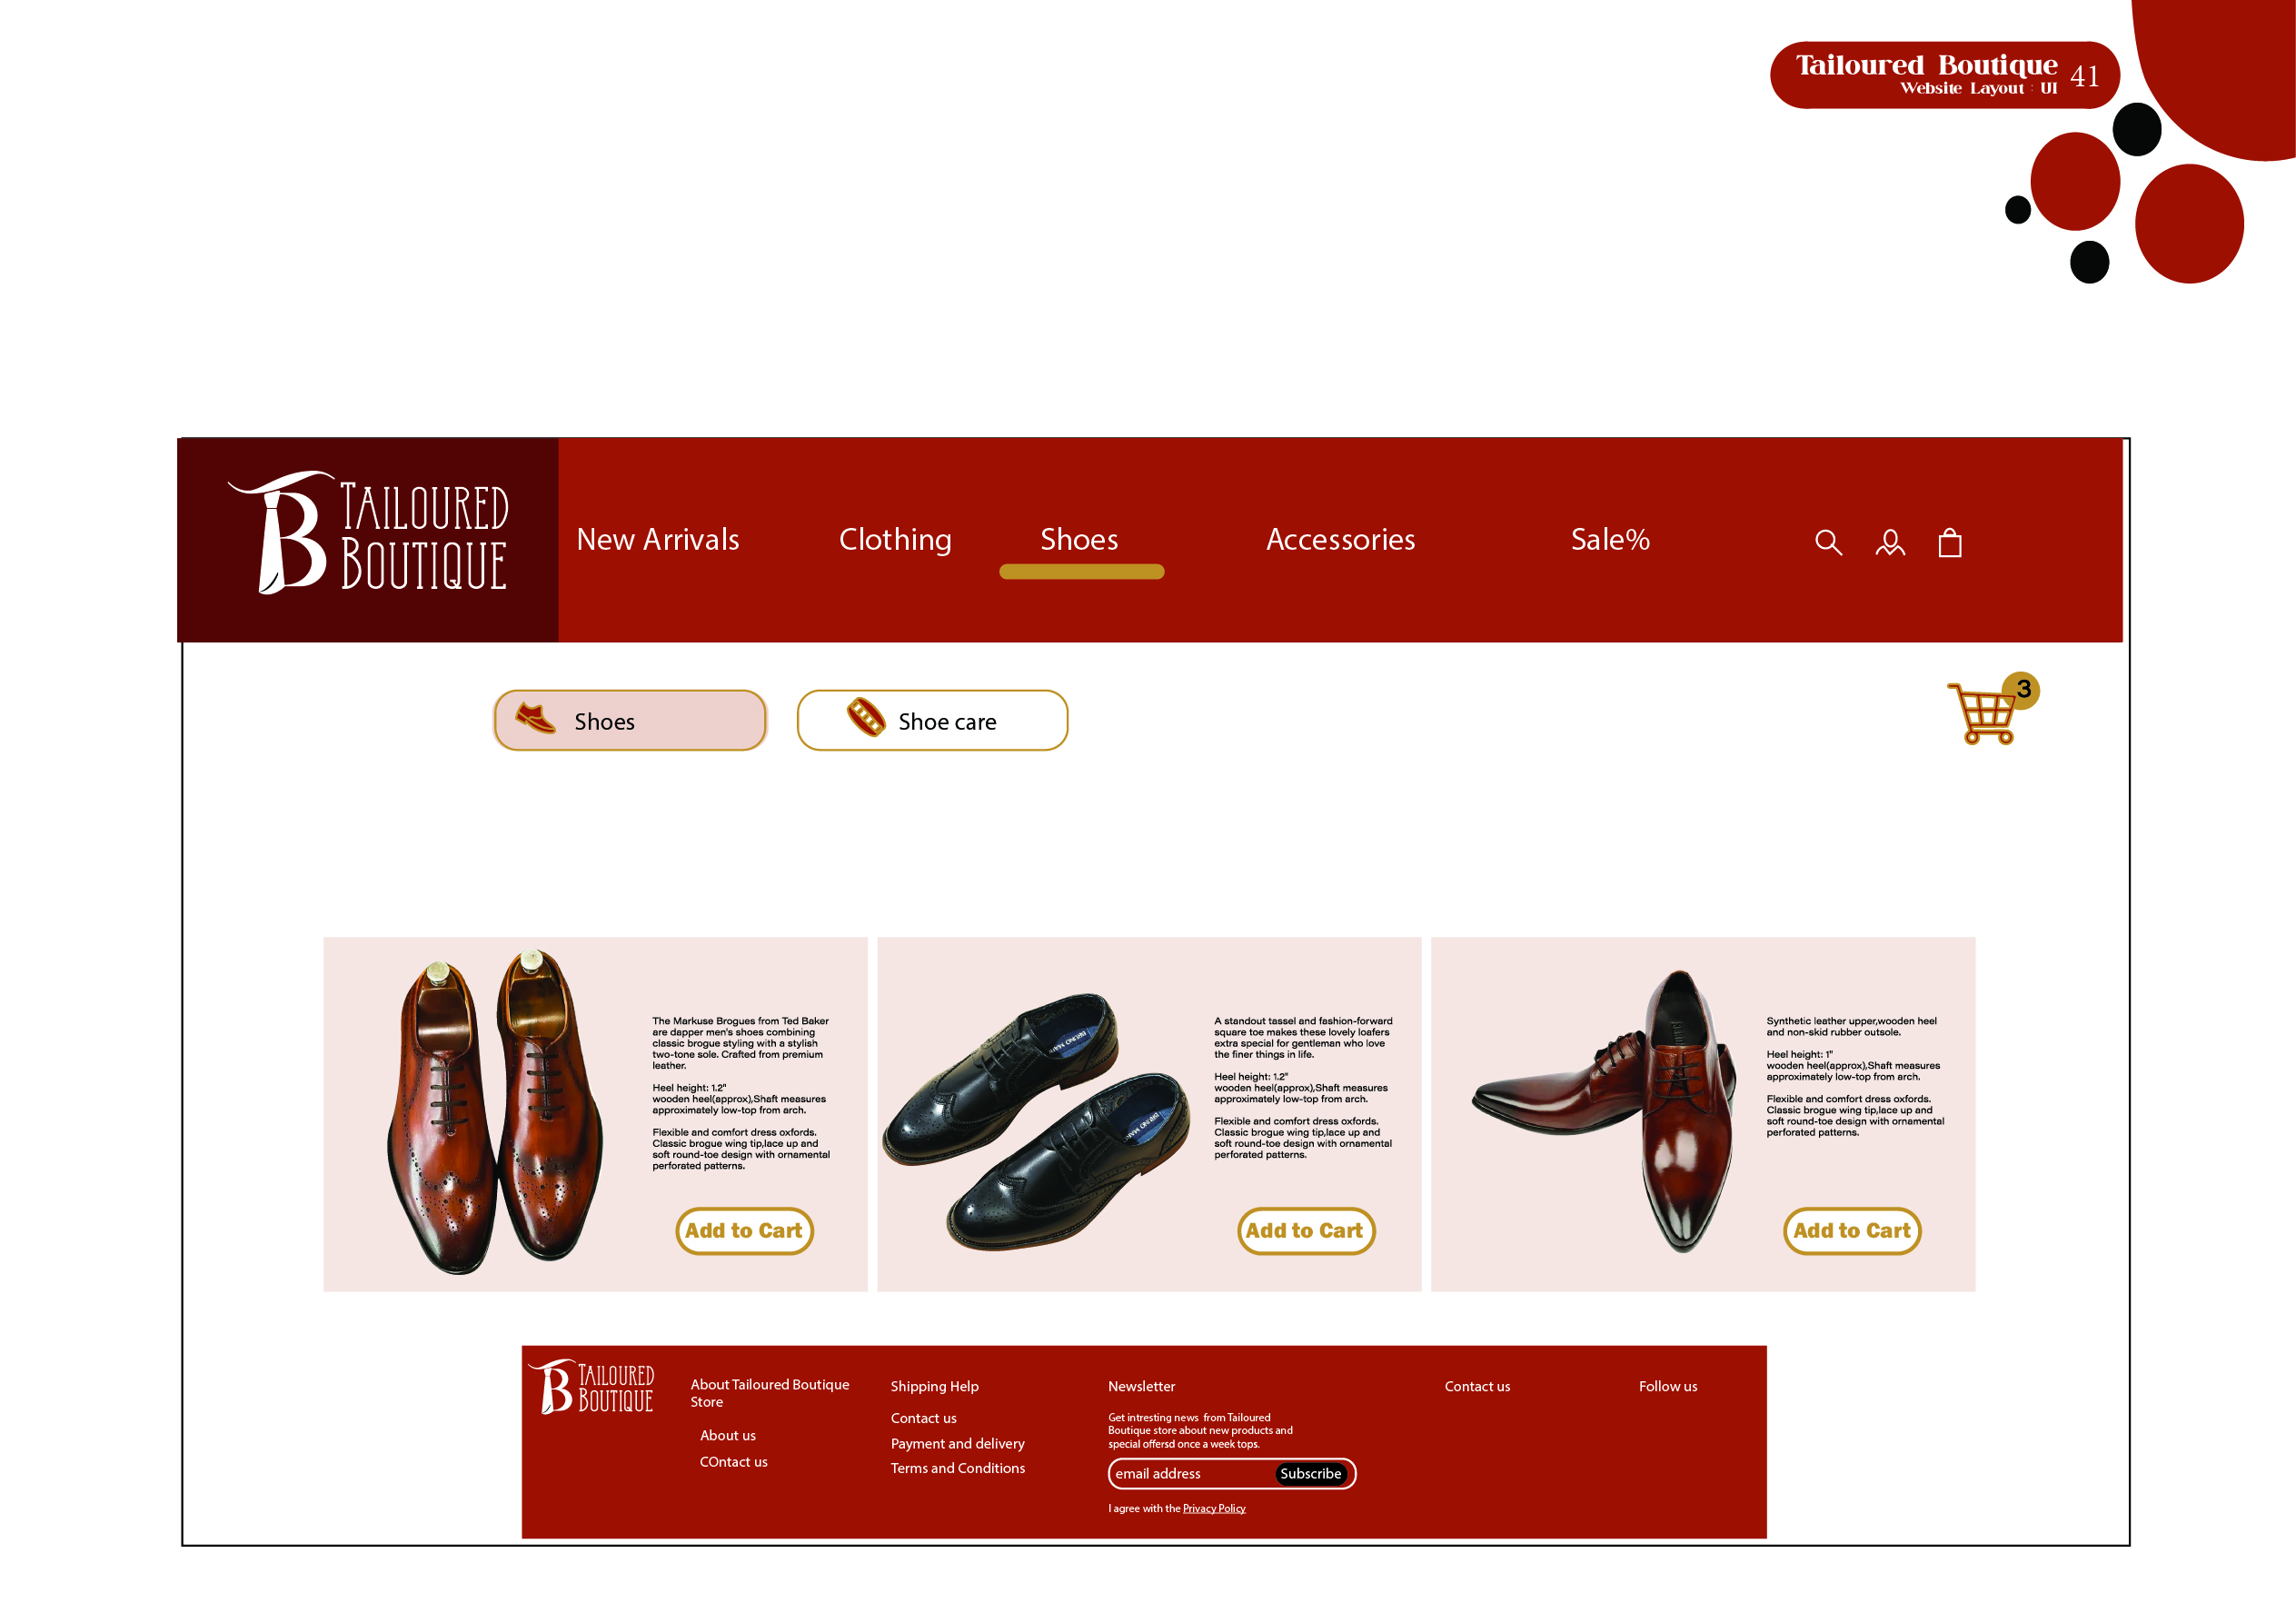 Tailoured Boutique
Website Layout : UI
41
TAILOURED
BOUTIQUE
New Arrivals
Clothing
Shoes
Accessories
Sale%
Shoes
Shoe care
3
The Markuse Brogues from Ted Baker
are dapper men's shoes combining
classic brogue styling with a stylish
two-tone sole. Crafted from premium
leather.
Heel height: 1.2"
wooden heel(approx),Shaft measures
approximately low-top from arch.
Flexible and comfort dress oxfords.
Classic brogue wing tip,lace up and
soft round-toe design with ornamental
perforated patterns.
Add to Cart
A standout tassel and fashion-forward
square toe makes these lovely loafers
extra special for gentleman who love
the finer things in life.
Heel height: 1.2"
wooden heel(approx),Shaft measures
approximately low-top from arch.
Flexible and comfort dress oxfords.
Classic brogue wing tip,lace up and
soft round-toe design with ornamental
perforated patterns.
Add to Cart
Synthetic leather upper,wooden heel
and non-skid rubber outsole.
Heel height: 1"
wooden heel(approx),Shaft measures
approximately low-top from arch.
Flexible and comfort dress oxfords.
Classic brogue wing tip,lace up and
soft round-toe design with ornamental
perforated patterns.
Add to Cart
TAILOURED
BOUTIQUE
About Tailoured Boutique
Store
About us
COntact us
Shipping Help
Contact us
Payment and delivery
Terms and Conditions
Newsletter
Get intresting news from Tailoured
Boutique store about new products and
special offersd once a week tops.
email address
Subscribe
I agree with the Privacy Policy
Contact us
Follow us